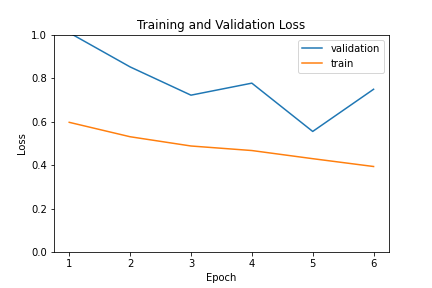 Training and Validation Loss
validation
train
Loss
1.0
0.8
0.6
0.4
0.2
0.0
1 2 3 4 5 6
Epoch